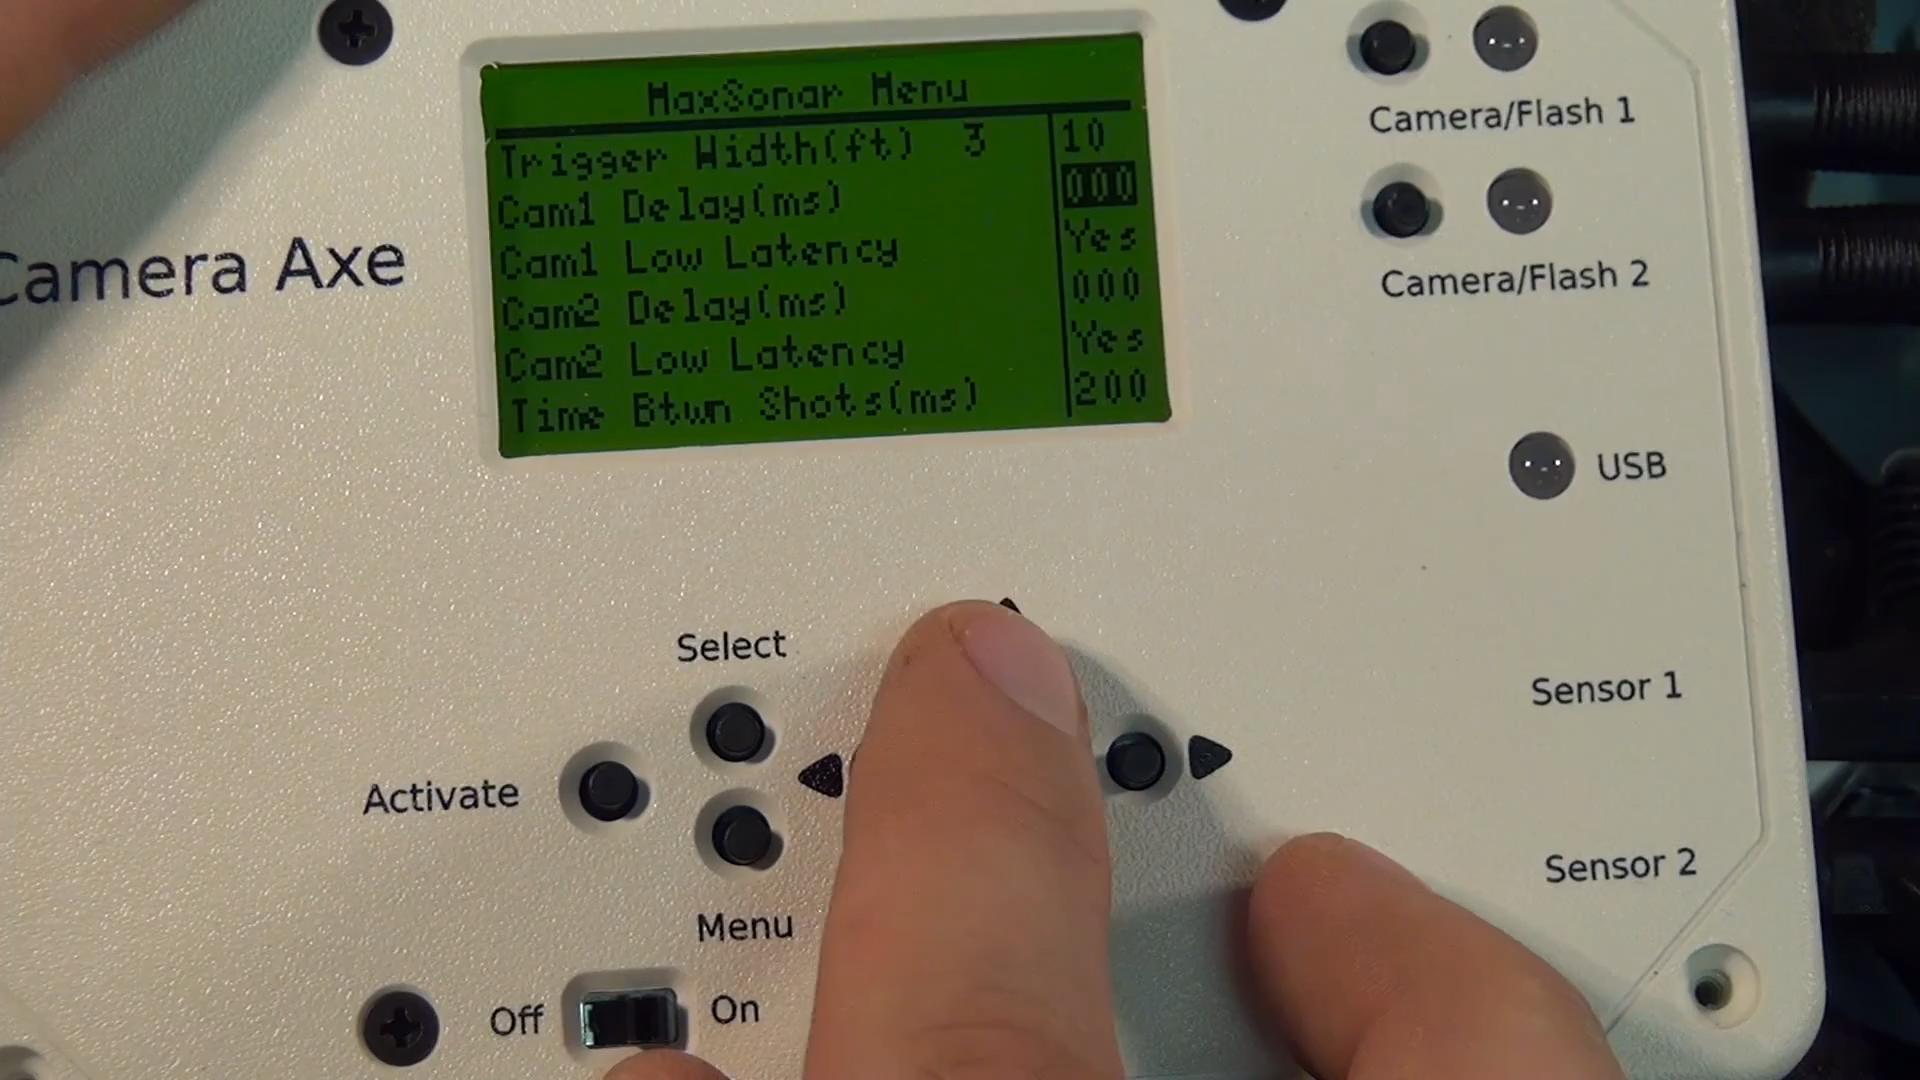 MaxSonar Menu
Trigger Width(ft) 3 10
Cam1 Delay(ms) 000
Cam1 Low Latency Yes
Cam2 Delay(ms) 000
Cam2 Low Latency Yes
Time Btwn Shots(ms) 200
Camera Axe
Camera/Flash 1
Camera/Flash 2
USB
Sensor 1
Sensor 2
Select
Activate
Menu
Off On